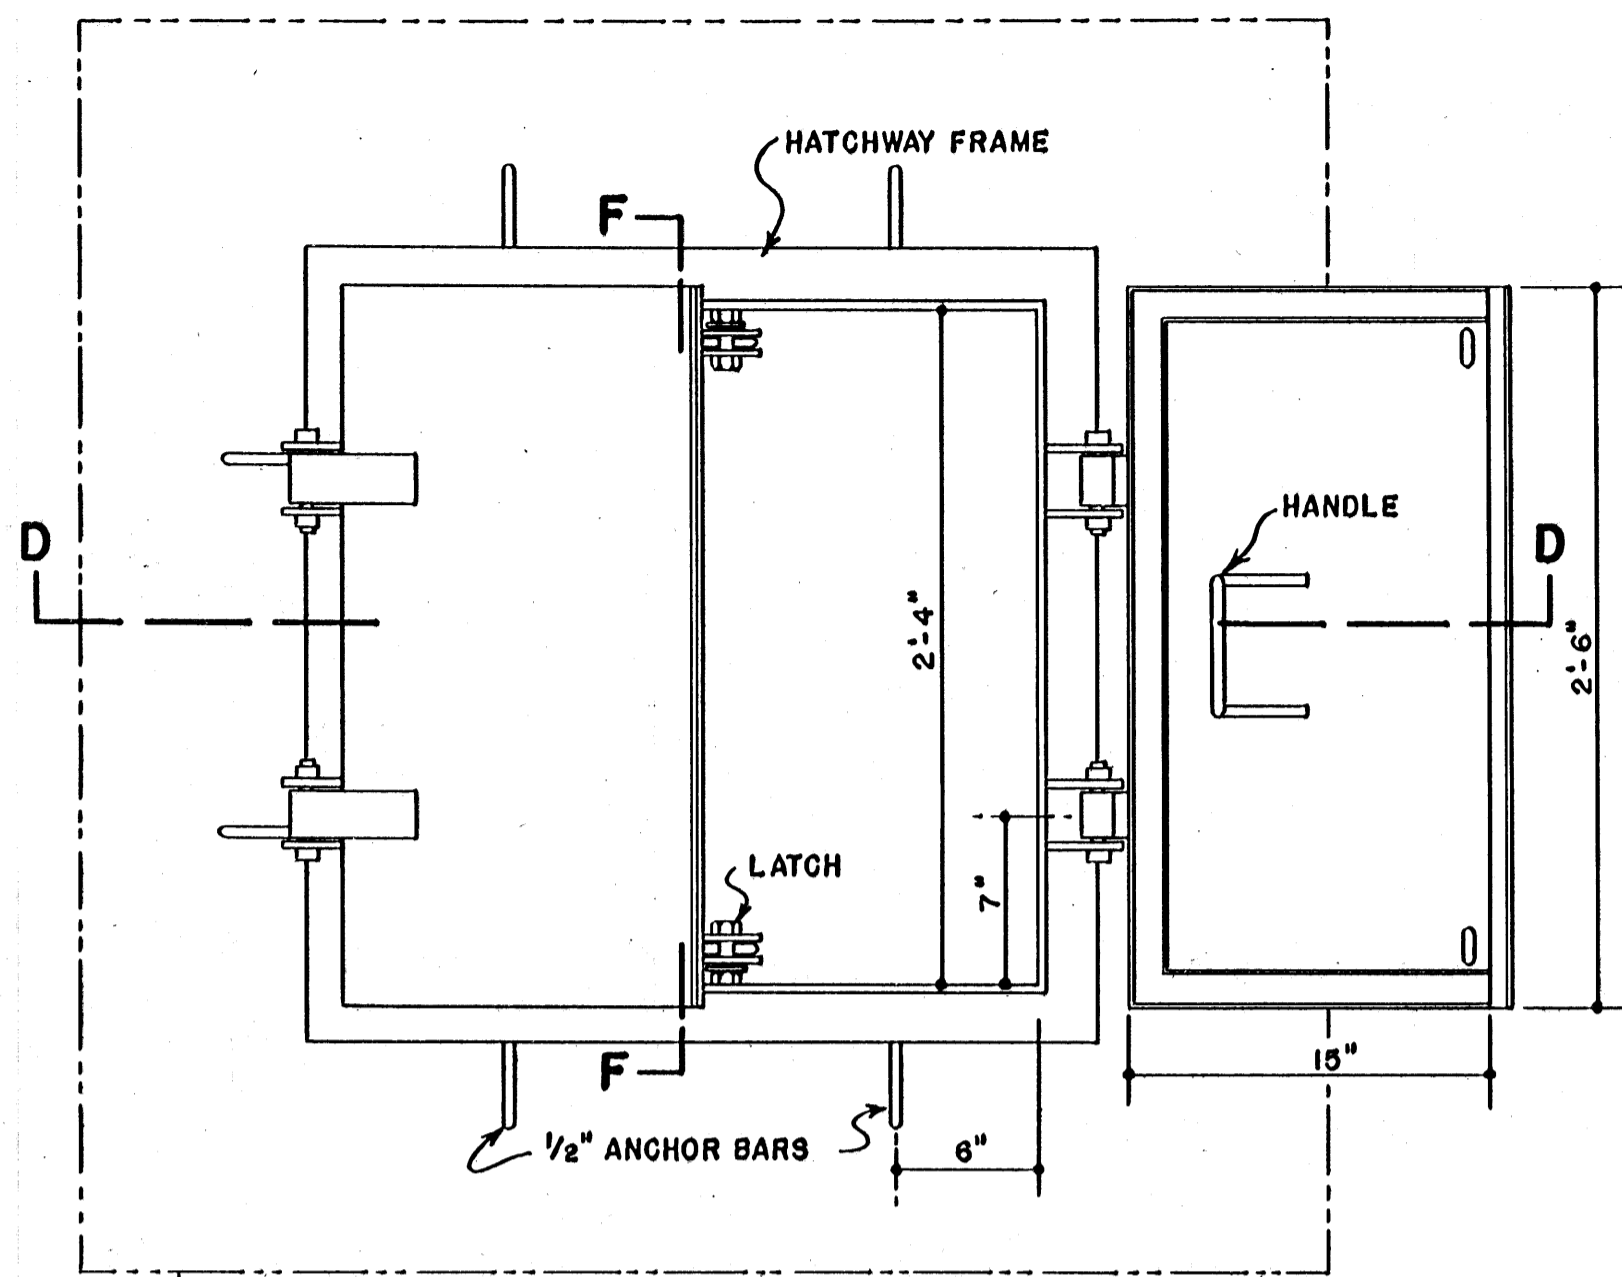 HATCHWAY FRAME
F
HANDLE
D
D
2'-4"
2'-6"
LATCH
7"
F
15"
1/2" ANCHOR BARS
6"